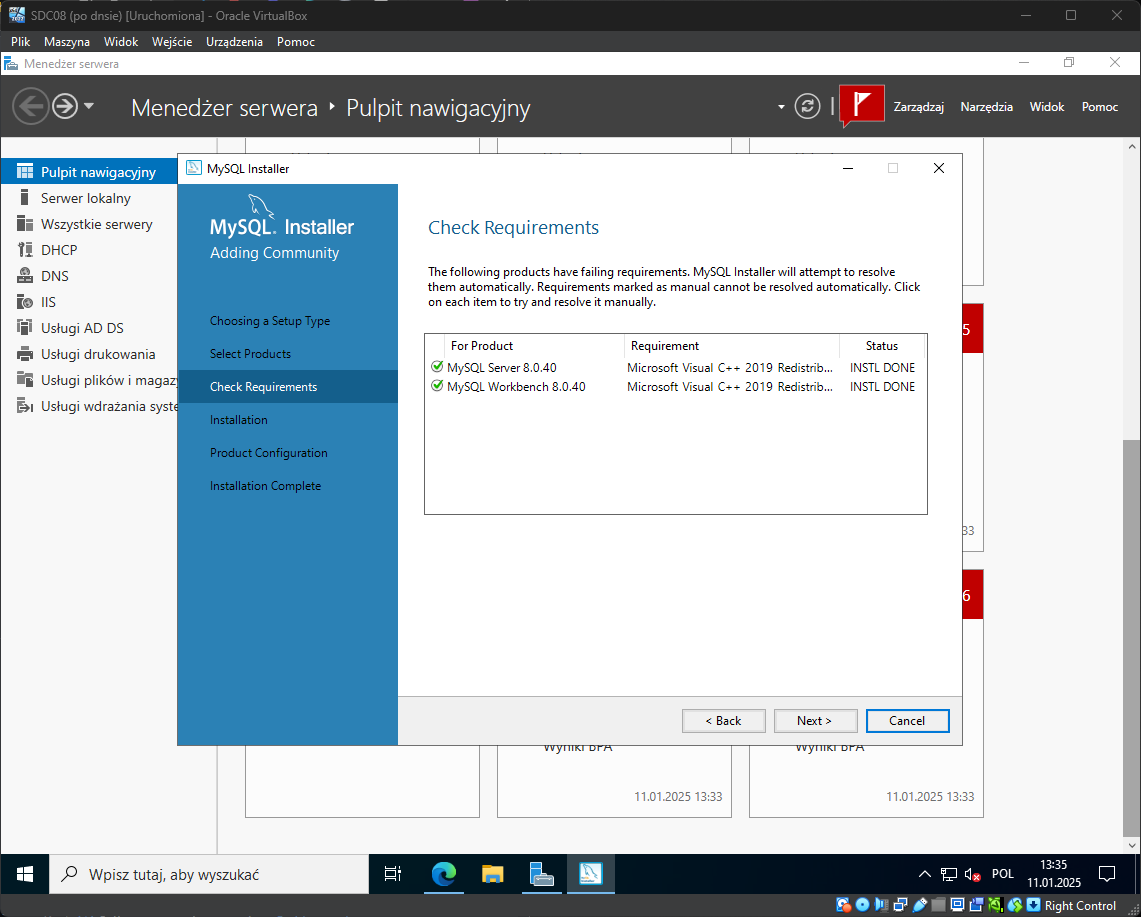 SDC08 (po dnsie) [Uruchomiona] - Oracle VirtualBox
Plik Maszyna Widok Wejście Urządzenia Pomoc
Menedżer serwera
Menedżer serwera Pulpit nawigacyjny
Zarządzaj Narzędzia Widok Pomoc
Pulpit nawigacyjny
Serwer lokalny
Wszystkie serwery
DHCP
DNS
IIS
Usługi AD DS
Usługi drukowania
Usługi plików i magaz
Usługi wdrażania syste
MySQL Installer
MySQL. Installer
Adding Community
Choosing a Setup Type
Select Products
Check Requirements
Installation
Product Configuration
Installation Complete
Check Requirements
The following products have failing requirements. MySQL Installer will attempt to resolve
them automatically. Requirements marked as manual cannot be resolved automatically. Click
on each item to try and resolve it manually.
For Product Requirement Status
MySQL Server 8.0.40 Microsoft Visual C++ 2019 Redistrib... INSTL DONE
MySQL Workbench 8.0.40 Microsoft Visual C++ 2019 Redistrib... INSTL DONE
< Back Next > Cancel
5
33
6
Wyniki BPA Wyniki BPA
11.01.2025 13:33 11.01.2025 13:33
Wpisz tutaj, aby wyszukać
POL
13:35
11.01.2025
Right Control